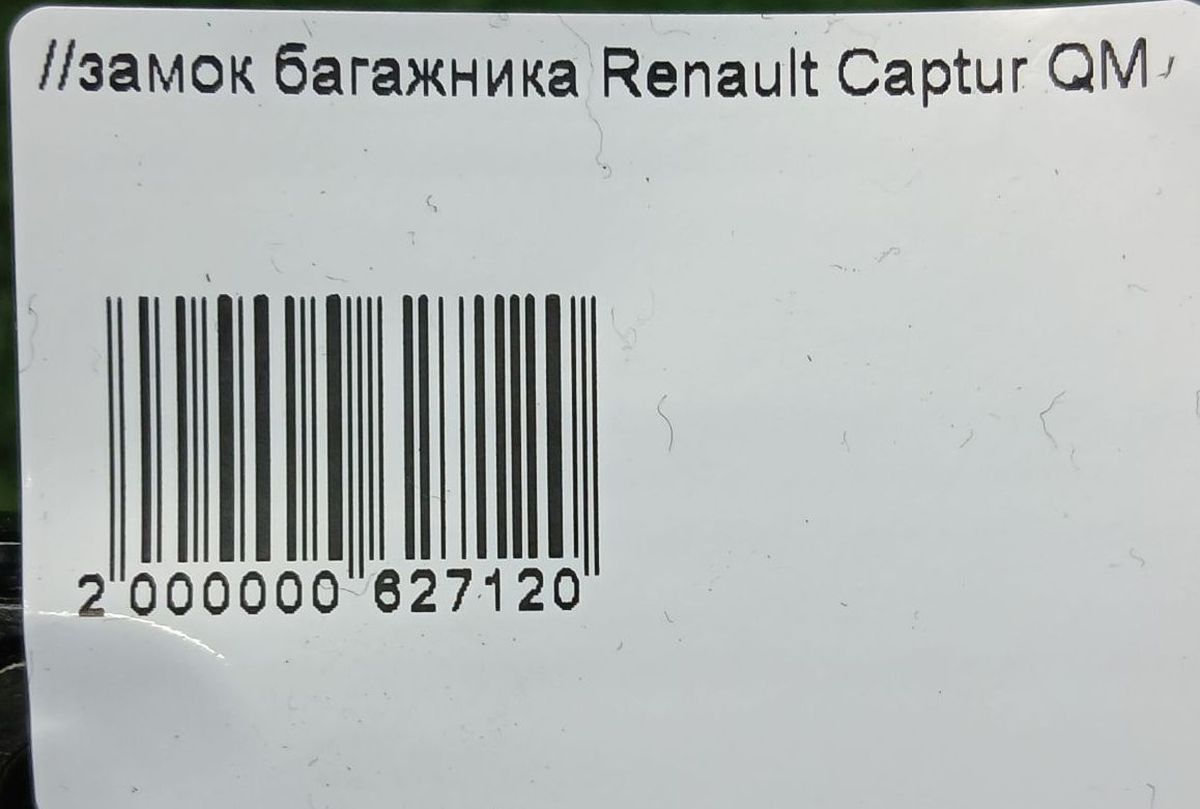 //замок багажника Renault Captur QM
2 000000 627120